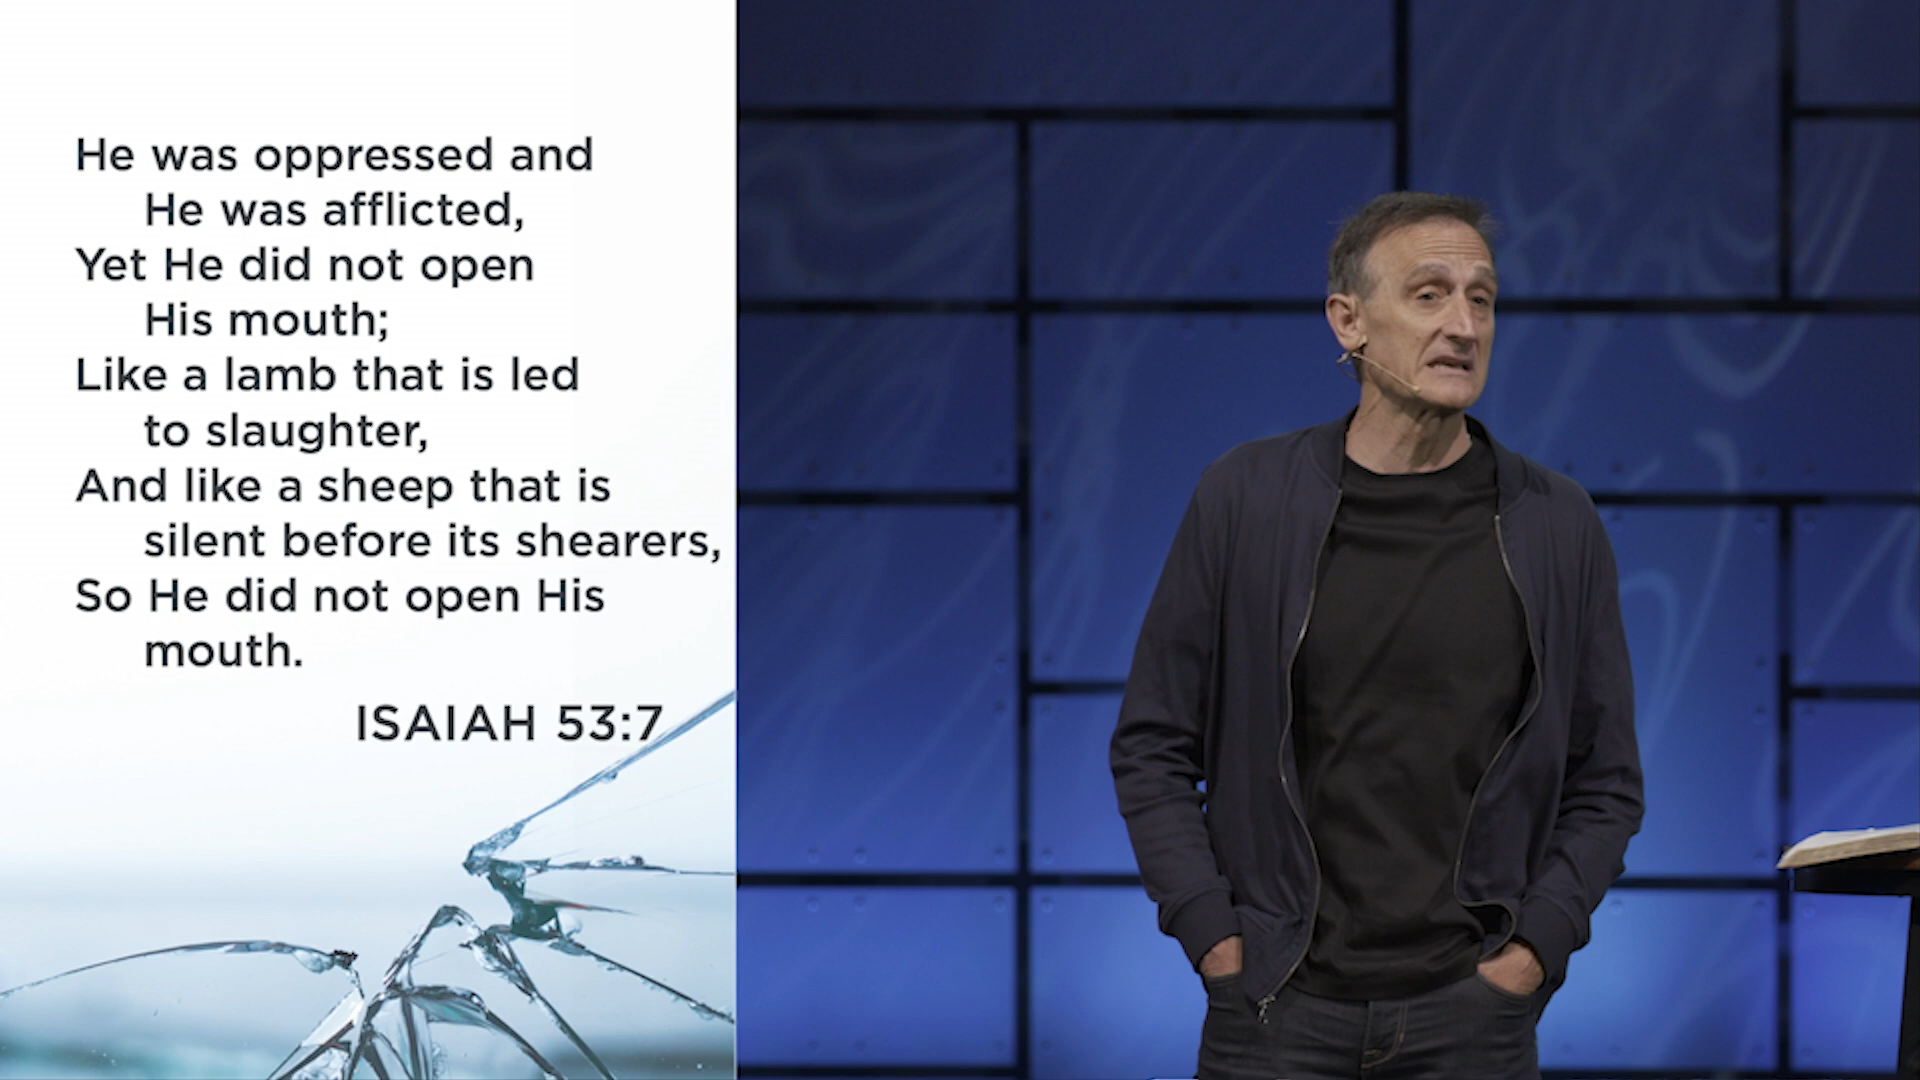 He was oppressed and
He was afflicted,
Yet He did not open
His mouth;
Like a lamb that is led
to slaughter,
And like a sheep that is
silent before its shearers,
So He did not open His
mouth.
ISAIAH 53:7